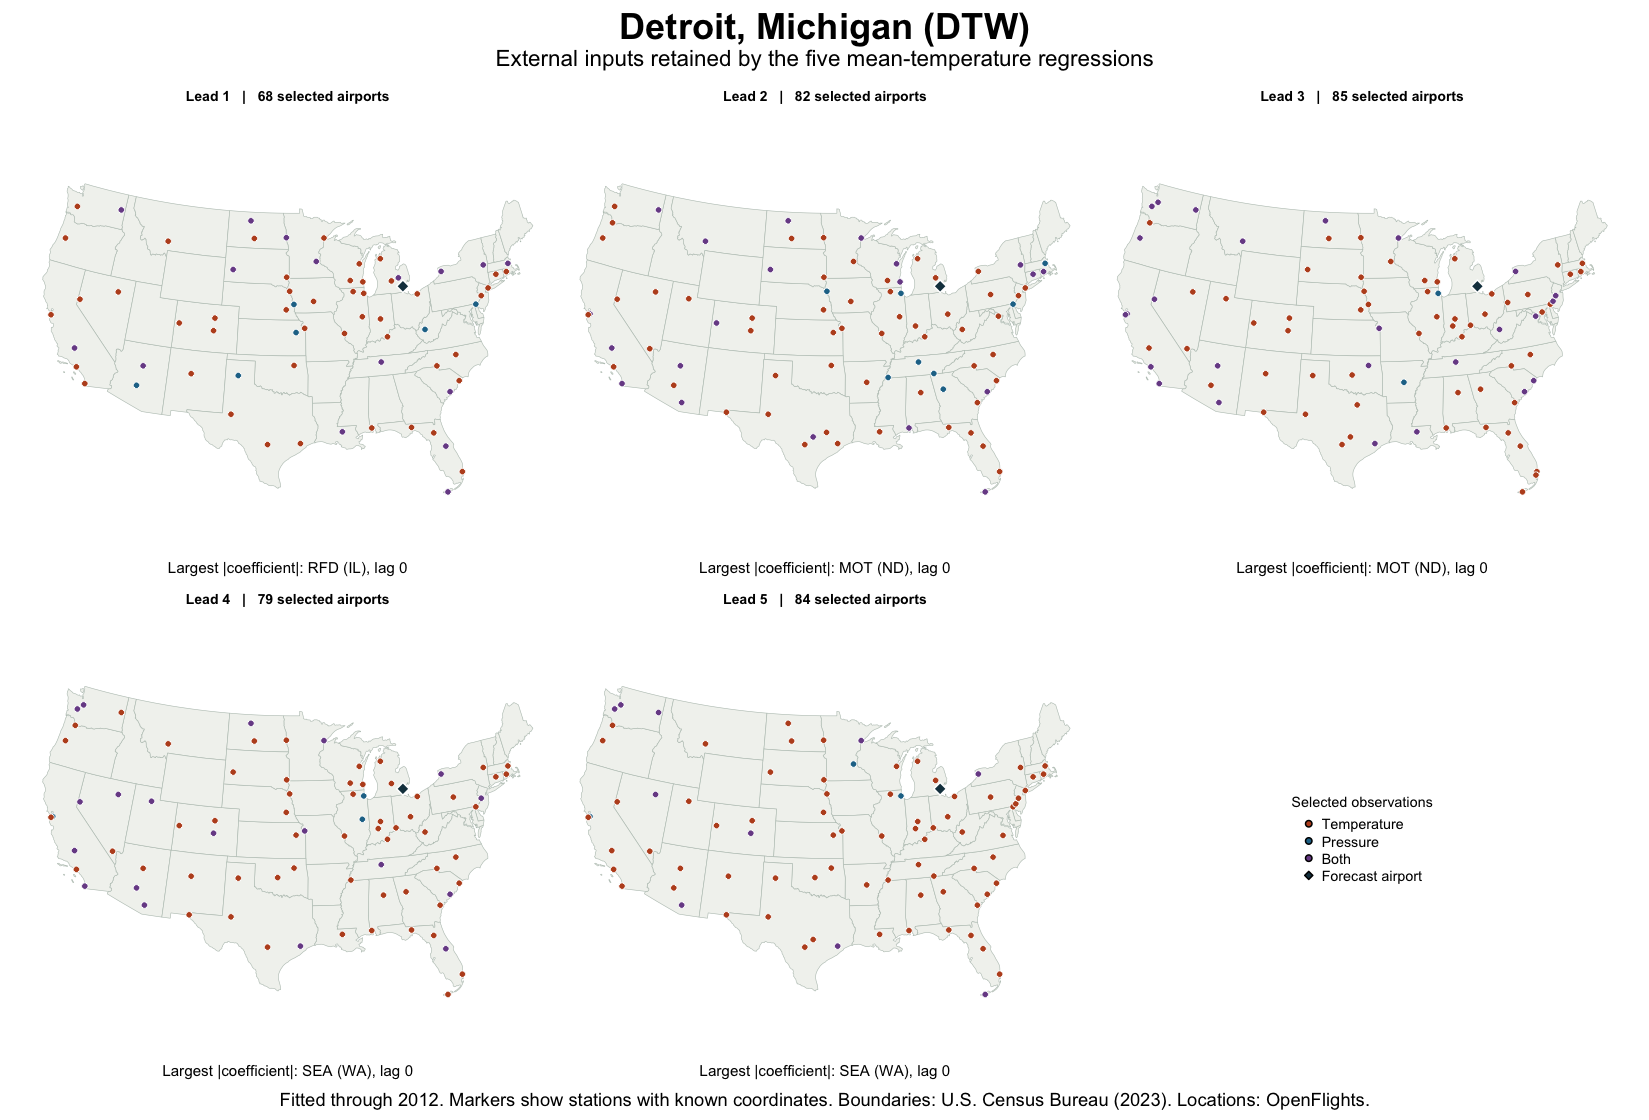 Detroit, Michigan (DTW)
External inputs retained by the five mean-temperature regressions
Lead 1 | 68 selected airports
Lead 2 | 82 selected airports
Lead 3 | 85 selected airports
Largest |coefficient|: RFD (IL), lag 0
Largest |coefficient|: MOT (ND), lag 0
Largest |coefficient|: MOT (ND), lag 0
Lead 4 | 79 selected airports
Lead 5 | 84 selected airports
Selected observations
Temperature
Pressure
Both
Forecast airport
Largest |coefficient|: SEA (WA), lag 0
Largest |coefficient|: SEA (WA), lag 0
Fitted through 2012. Markers show stations with known coordinates. Boundaries: U.S. Census Bureau (2023). Locations: OpenFlights.